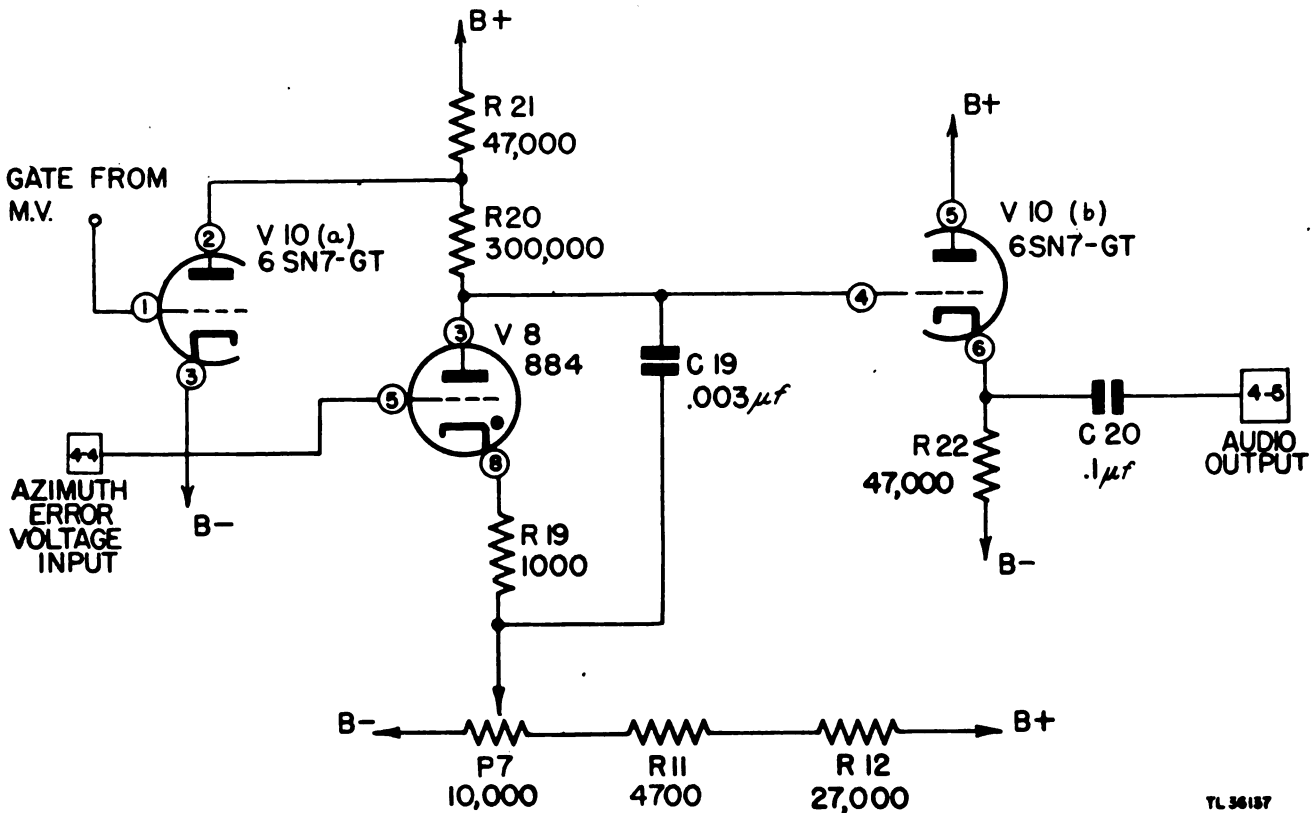 B+
R 21
47,000
B+
GATE FROM
M.V.
2
V 10 (a)
6 SN7-GT
R20
300,000
5
V 10 (b)
6SN7-GT
1
4
3
3
V 8
884
6
5
C 19
.003μf
4-4
8
R 22
47,000
C 20
.1μf
4-5
AUDIO
OUTPUT
AZIMUTH
ERROR
VOLTAGE
INPUT
B-
R 19
1000
B-
B-
P7
10,000
R 11
4700
R 12
27,000
B+
TL 36137